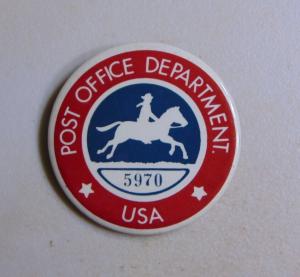 POST OFFICE DEPARTMENT.
5970
USA